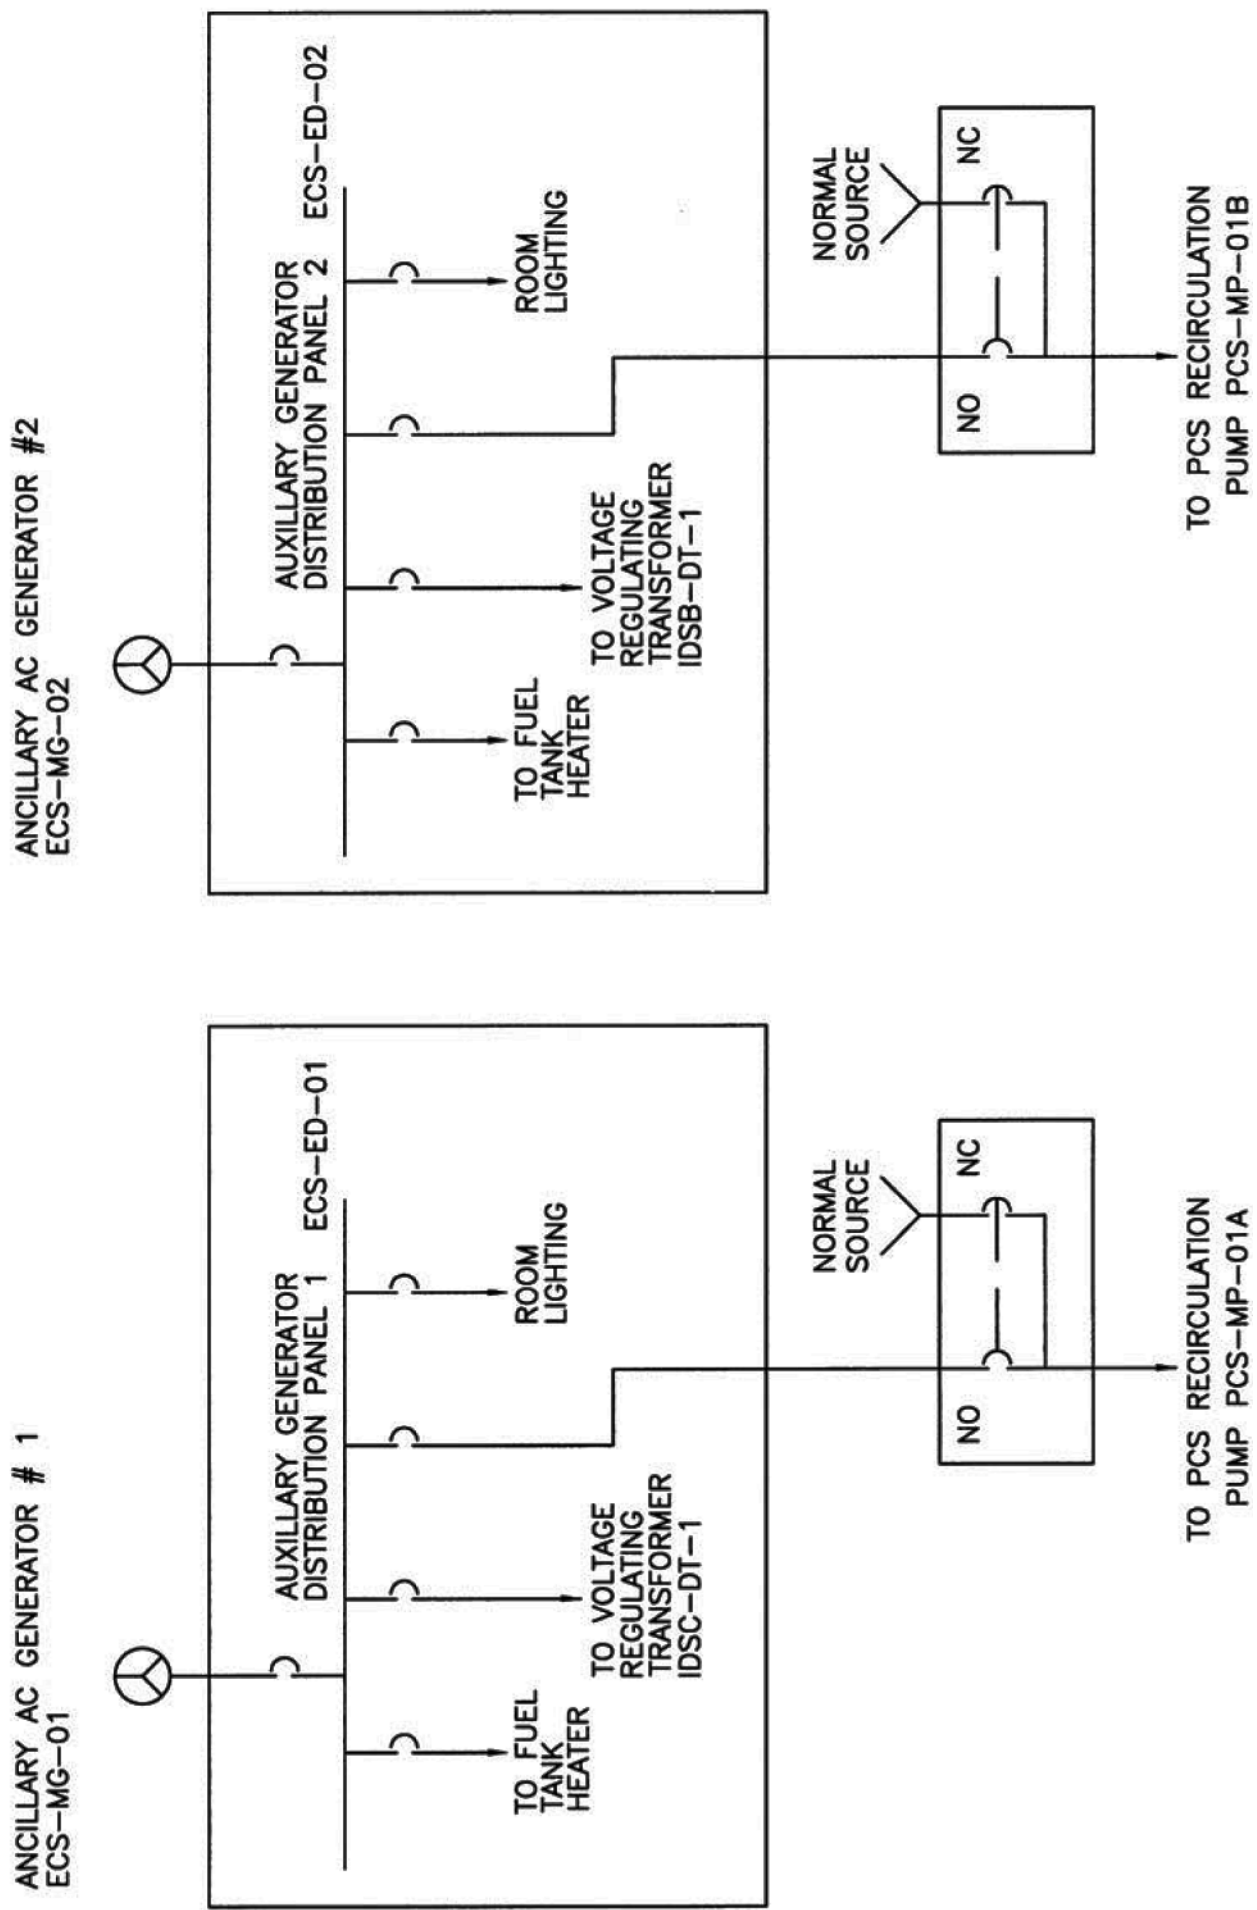 ANCILLARY AC GENERATOR # 1
ECS-MG-01
AUXILLARY GENERATOR
DISTRIBUTION PANEL 1
ECS-ED-01
TO FUEL
TANK
HEATER
TO VOLTAGE
REGULATING
TRANSFORMER
IDSC-DT-1
ROOM
LIGHTING
NORMAL
SOURCE
NO
NC
TO PCS RECIRCULATION
PUMP PCS-MP-01A
ANCILLARY AC GENERATOR #2
ECS-MG-02
AUXILLARY GENERATOR
DISTRIBUTION PANEL 2
ECS-ED-02
TO FUEL
TANK
HEATER
TO VOLTAGE
REGULATING
TRANSFORMER
IDSB-DT-1
ROOM
LIGHTING
NORMAL
SOURCE
NO
NC
TO PCS RECIRCULATION
PUMP PCS-MP-01B